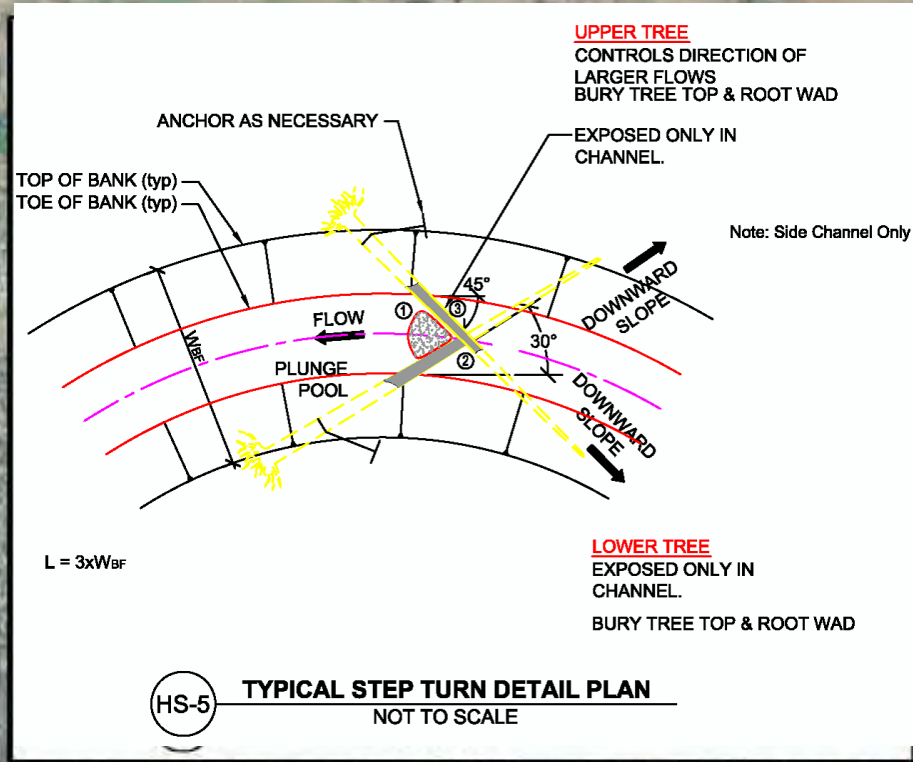 UPPER TREE
CONTROLS DIRECTION OF
LARGER FLOWS
BURY TREE TOP & ROOT WAD
ANCHOR AS NECESSARY
EXPOSED ONLY IN
CHANNEL.
TOP OF BANK (typ)
TOE OF BANK (typ)
Note: Side Channel Only
45°
DOWNWARD
SLOPE
① ③
FLOW
WBF
30°
②
PLUNGE
POOL
DOWNWARD
SLOPE
L = 3xWBF
LOWER TREE
EXPOSED ONLY IN
CHANNEL.
BURY TREE TOP & ROOT WAD
HS-5
TYPICAL STEP TURN DETAIL PLAN
NOT TO SCALE